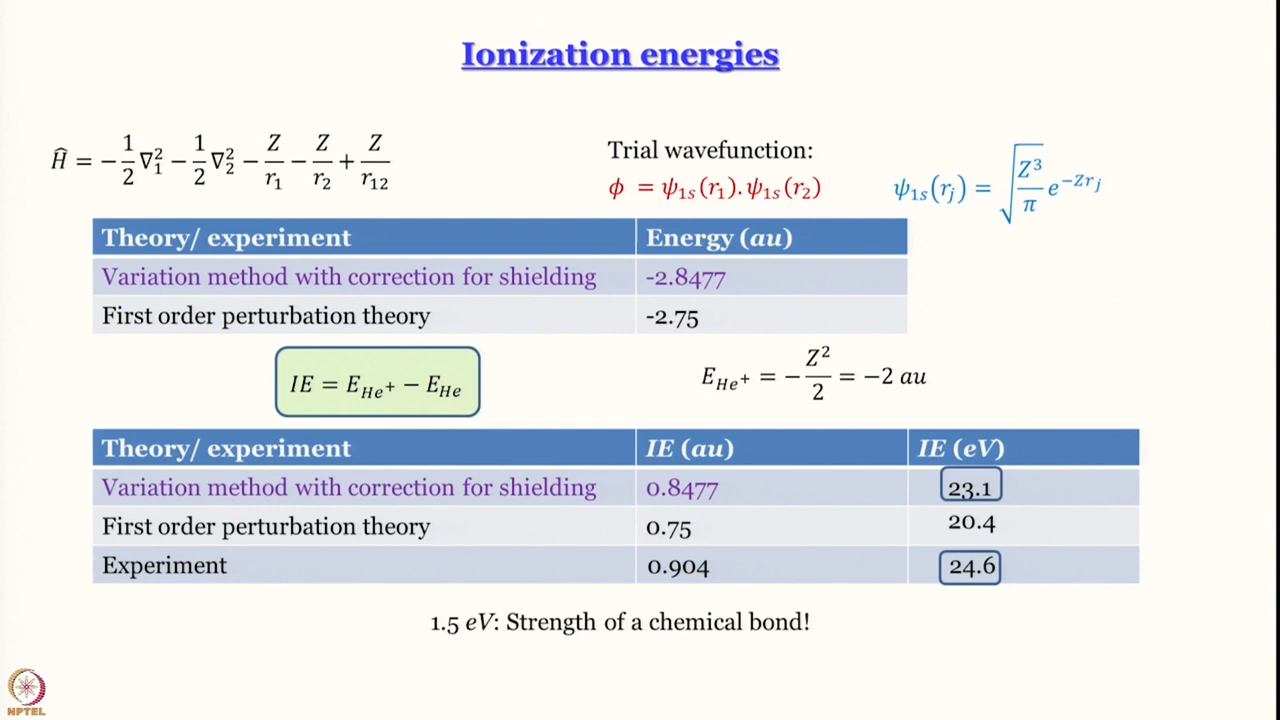 Ionization energies
Ĥ = −1/2 ∇₁² − 1/2 ∇₂² − Z/r₁ − Z/r₂ + Z/r₁₂
Trial wavefunction:
ϕ = ψ₁ₛ(r₁).ψ₁ₛ(r₂)
ψ₁ₛ(rⱼ) = √(Z³/π) e^(−Zrⱼ)
Theory/ experiment Energy (au)
Variation method with correction for shielding -2.8477
First order perturbation theory -2.75
IE = E_He⁺ − E_He
E_He⁺ = −Z²/2 = −2 au
Theory/ experiment IE (au) IE (eV)
Variation method with correction for shielding 0.8477 23.1
First order perturbation theory 0.75 20.4
Experiment 0.904 24.6
1.5 eV: Strength of a chemical bond!
NPTEL